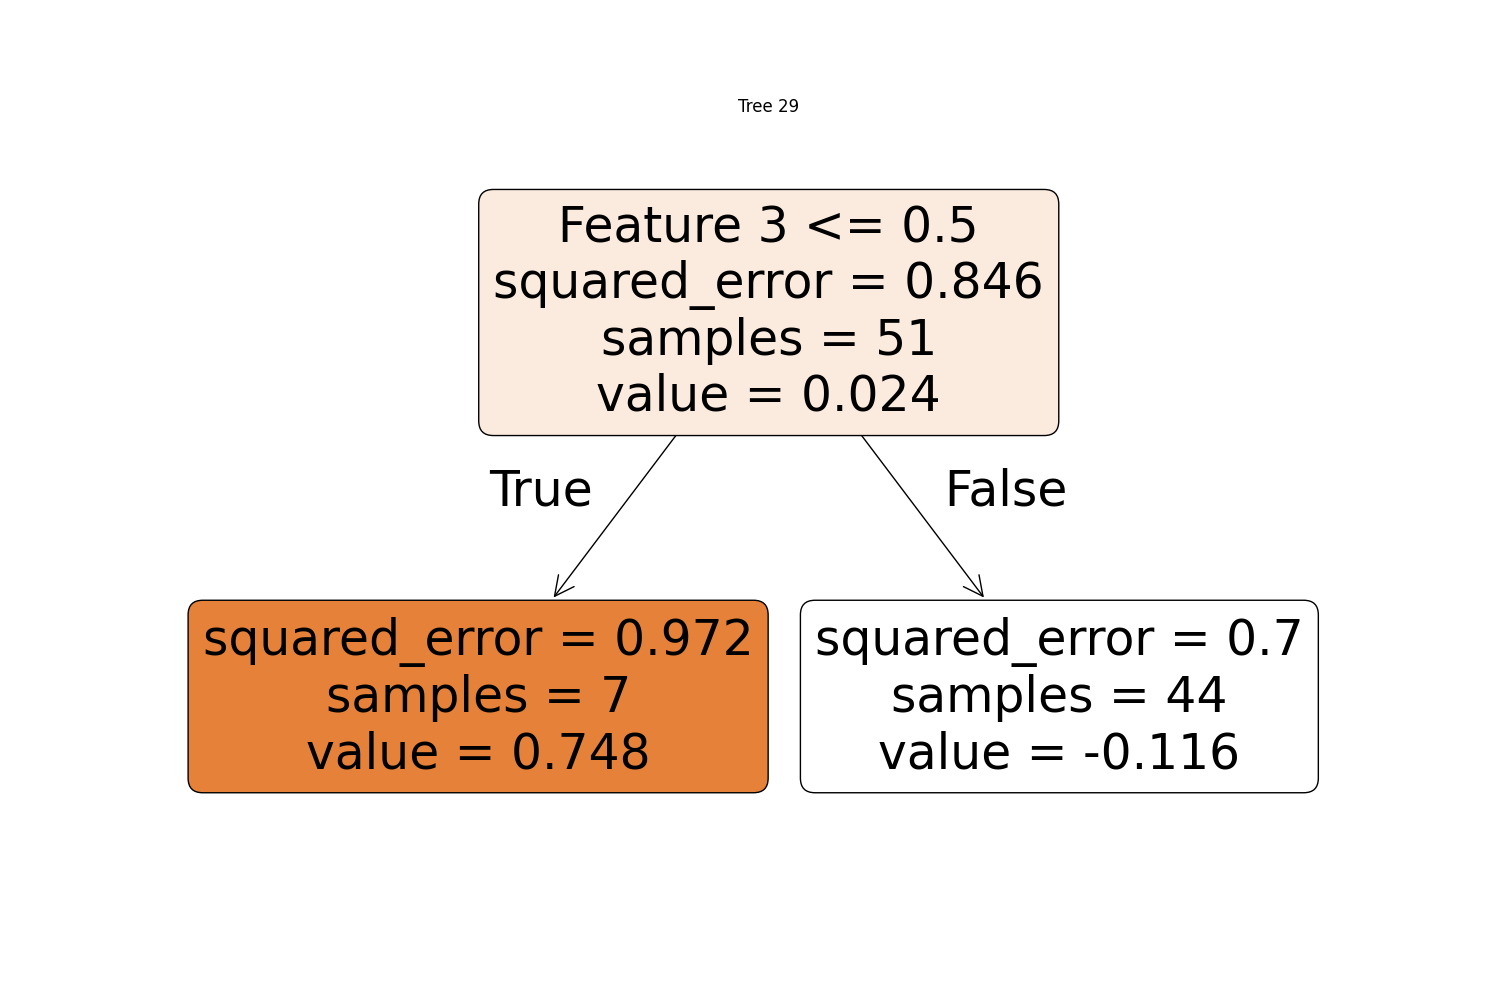 Tree 29
Feature 3 <= 0.5
squared_error = 0.846
samples = 51
value = 0.024
True
False
squared_error = 0.972
samples = 7
value = 0.748
squared_error = 0.7
samples = 44
value = -0.116